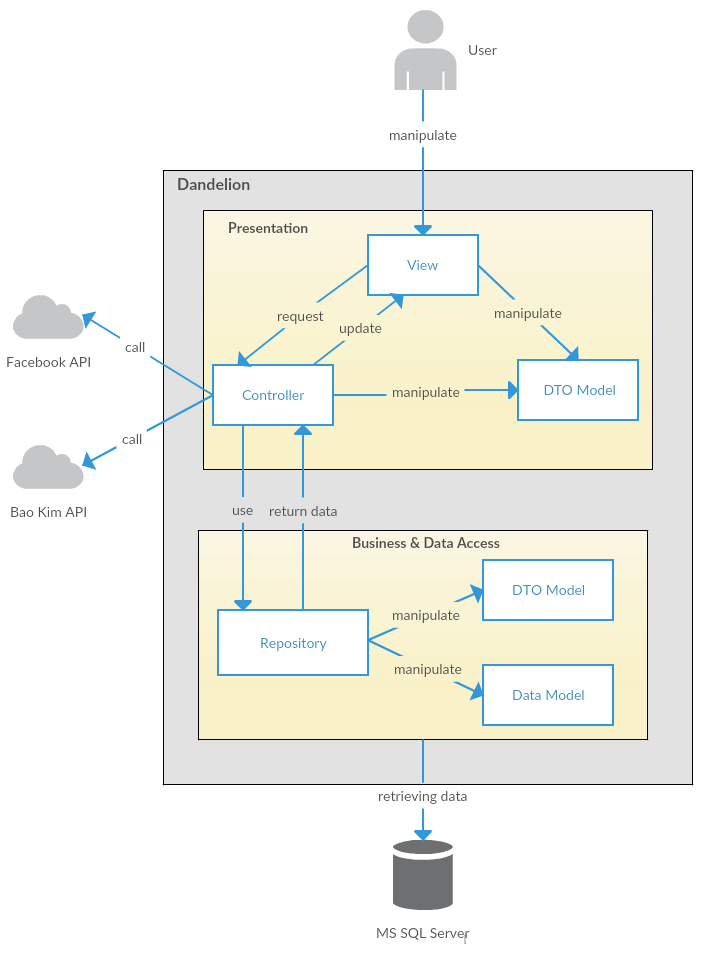 User
manipulate
Dandelion
Presentation
View
request
update
manipulate
call
Facebook API
Controller
manipulate
DTO Model
call
Bao Kim API
use
return data
Business & Data Access
DTO Model
manipulate
Repository
manipulate
Data Model
retrieving data
MS SQL Server